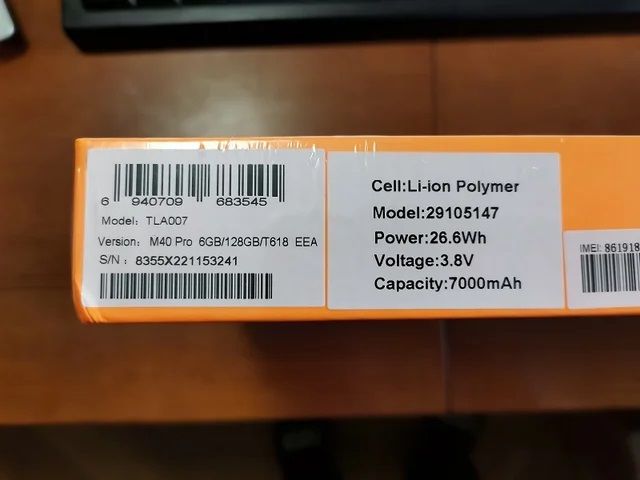 6 940709 683545
Model: TLA007
Version: M40 Pro 6GB/128GB/T618 EEA
S/N : 8355X221153241
Cell:Li-ion Polymer
Model:29105147
Power:26.6Wh
Voltage:3.8V
Capacity:7000mAh
IMEI: 861918